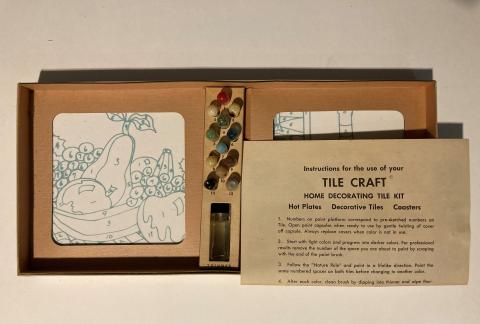 Instructions for the use of your
TILE CRAFT
HOME DECORATING TILE KIT
Hot Plates Decorative Tiles Coasters
1. Numbers on paint platform correspond to pre-sketched numbers on
Tile. Open paint capsules when ready to use by gentle twisting of cover
off capsule. Always replace covers when color is not in use.
2. Start with light colors and progress into darker colors. For professional
results remove the number of the space you are about to paint by scraping
with the end of the paint brush.
3. Follow the "Nature Rule" and paint in a lifelike direction. Paint the
same numbered spaces on both tiles before changing to another color.
4. After each color, clean brush by dipping into thinner and wipe
THINNER